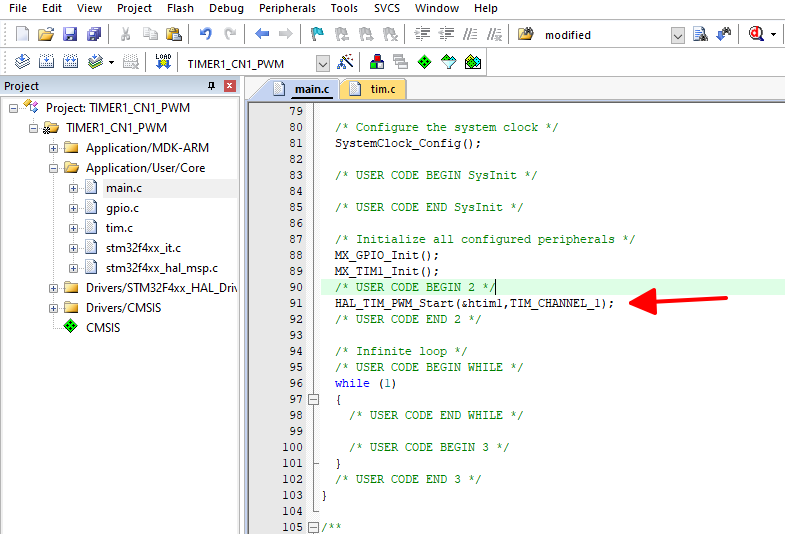 File Edit View Project Flash Debug Peripherals Tools SVCS Window Help
modified
LOAD
TIMER1_CN1_PWM
Project
Project: TIMER1_CN1_PWM
TIMER1_CN1_PWM
Application/MDK-ARM
Application/User/Core
main.c
gpio.c
tim.c
stm32f4xx_it.c
stm32f4xx_hal_msp.c
Drivers/STM32F4xx_HAL_Driv
Drivers/CMSIS
CMSIS
main.c tim.c
79
80 /* Configure the system clock */
81 SystemClock_Config();
82
83 /* USER CODE BEGIN SysInit */
84
85 /* USER CODE END SysInit */
86
87 /* Initialize all configured peripherals */
88 MX_GPIO_Init();
89 MX_TIM1_Init();
90 /* USER CODE BEGIN 2 */
91 HAL_TIM_PWM_Start(&htim1,TIM_CHANNEL_1);
92 /* USER CODE END 2 */
93
94 /* Infinite loop */
95 /* USER CODE BEGIN WHILE */
96 while (1)
97 {
98 /* USER CODE END WHILE */
99
100 /* USER CODE BEGIN 3 */
101 }
102 /* USER CODE END 3 */
103 }
104
105 /**